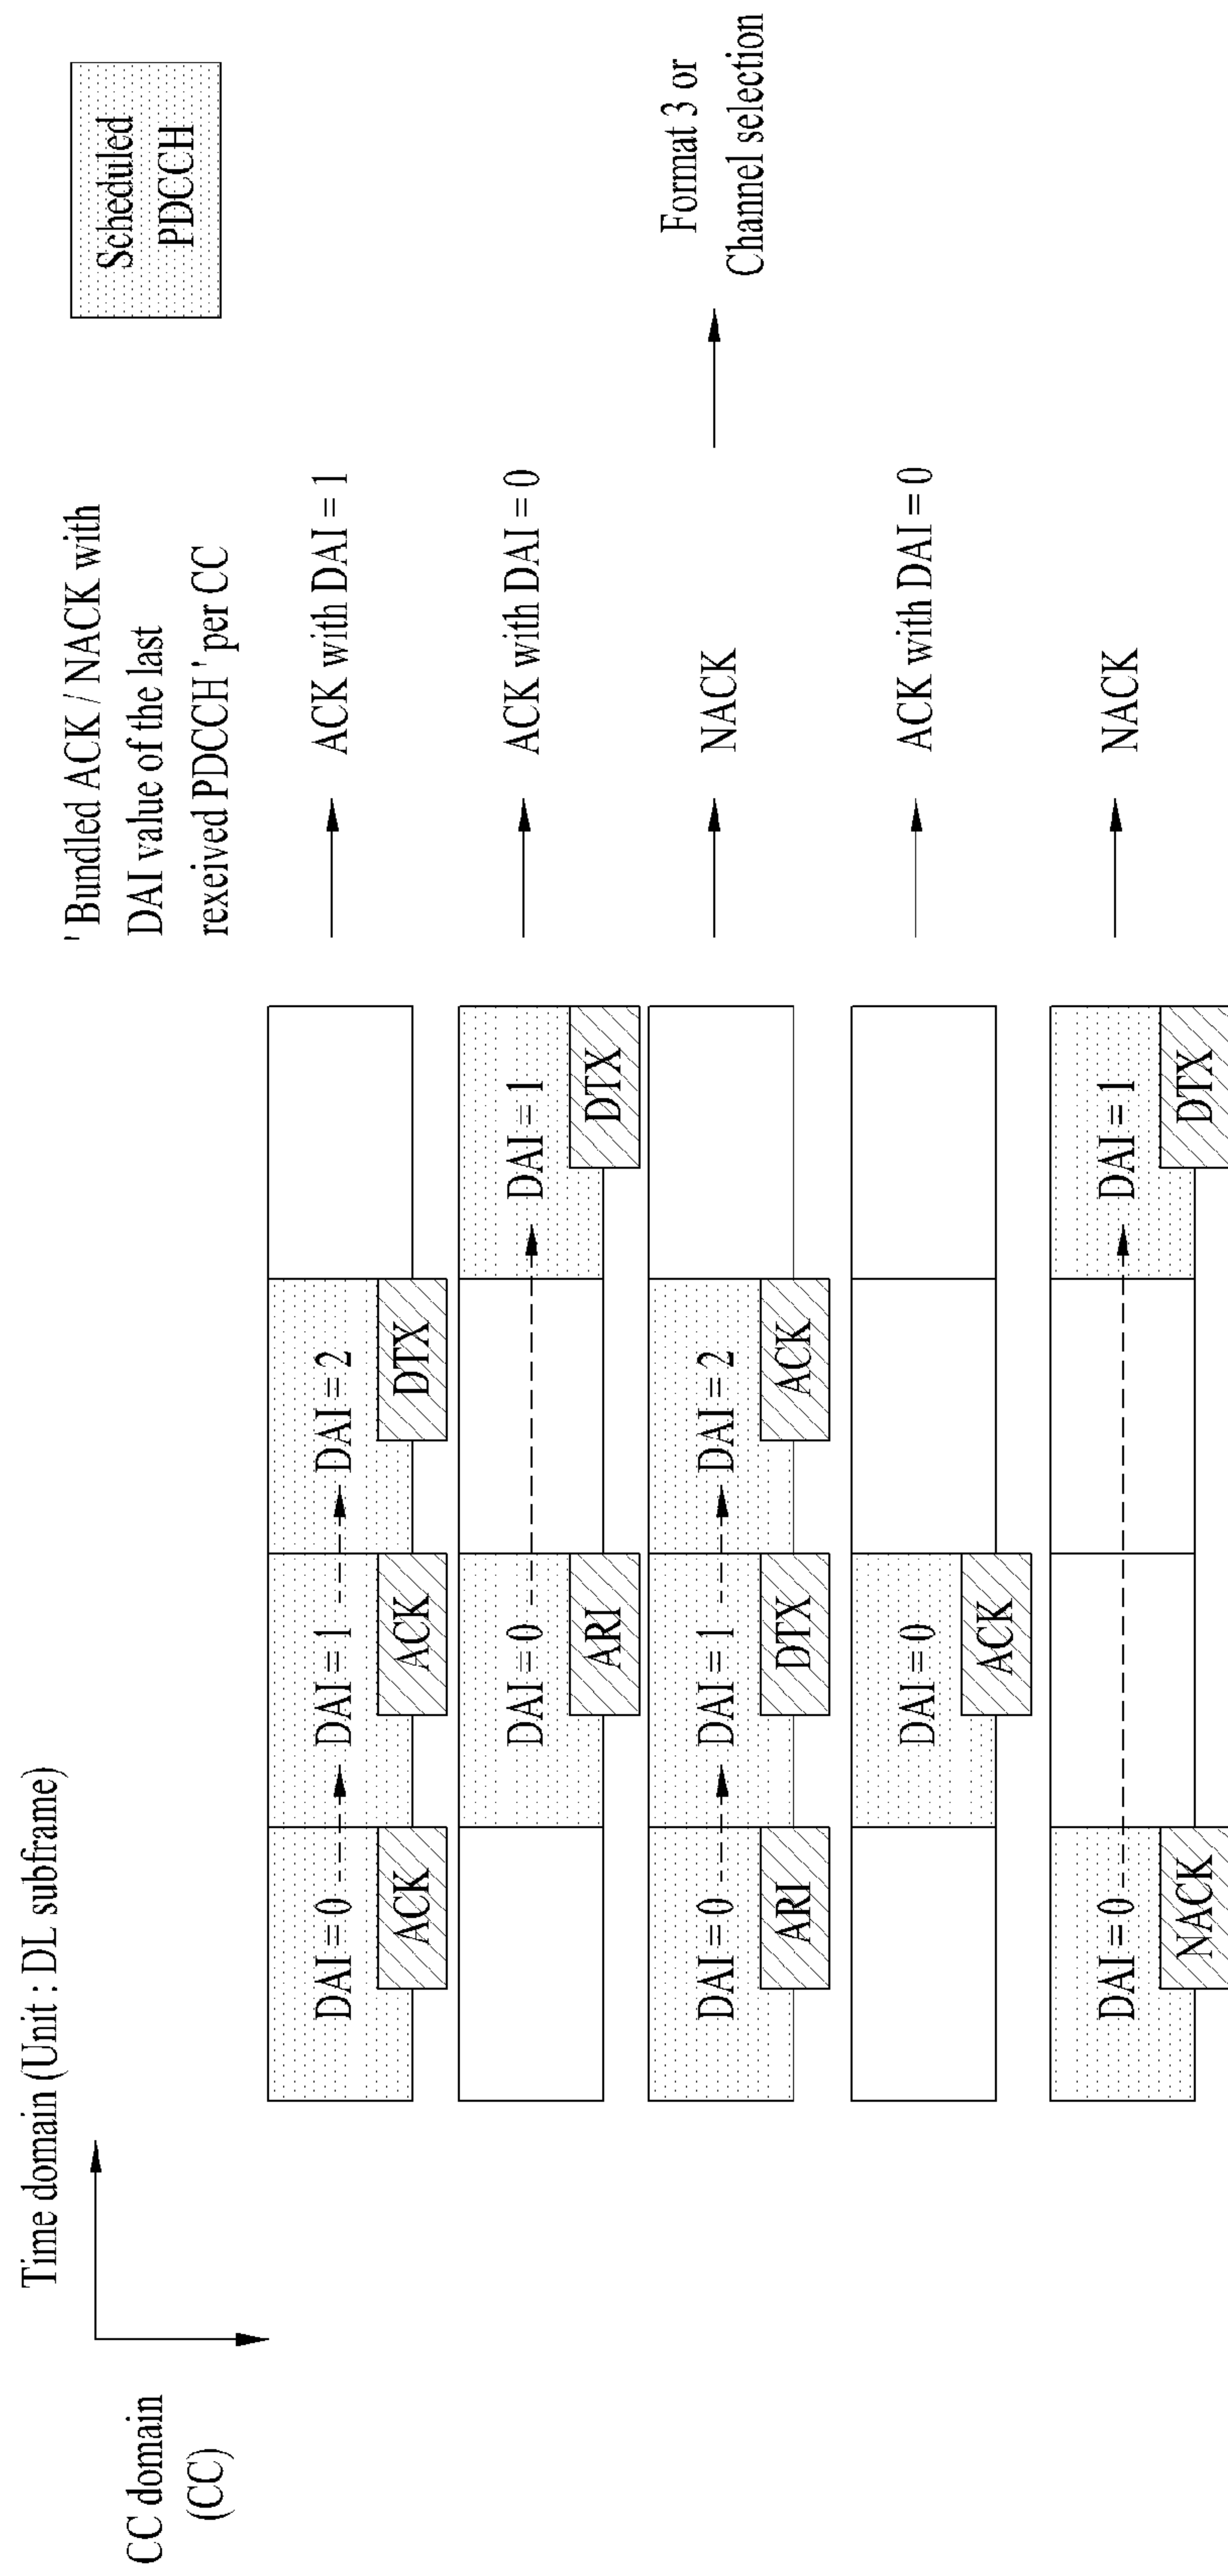 Time domain (Unit : DL subframe)
CC domain
(CC)
' Bundled ACK / NACK with
DAI value of the last
rexeived PDCCH ' per CC
Scheduled
PDCCH
DAI = 0
DAI = 1
DAI = 2
ACK
ACK
DTX
ACK with DAI = 1
DAI = 0
DAI = 1
ARI
DTX
ACK with DAI = 0
DAI = 0
DAI = 1
DAI = 2
ARI
DTX
ACK
NACK
Format 3 or
Channel selection
DAI = 0
ACK
ACK with DAI = 0
DAI = 0
DAI = 1
NACK
DTX
NACK